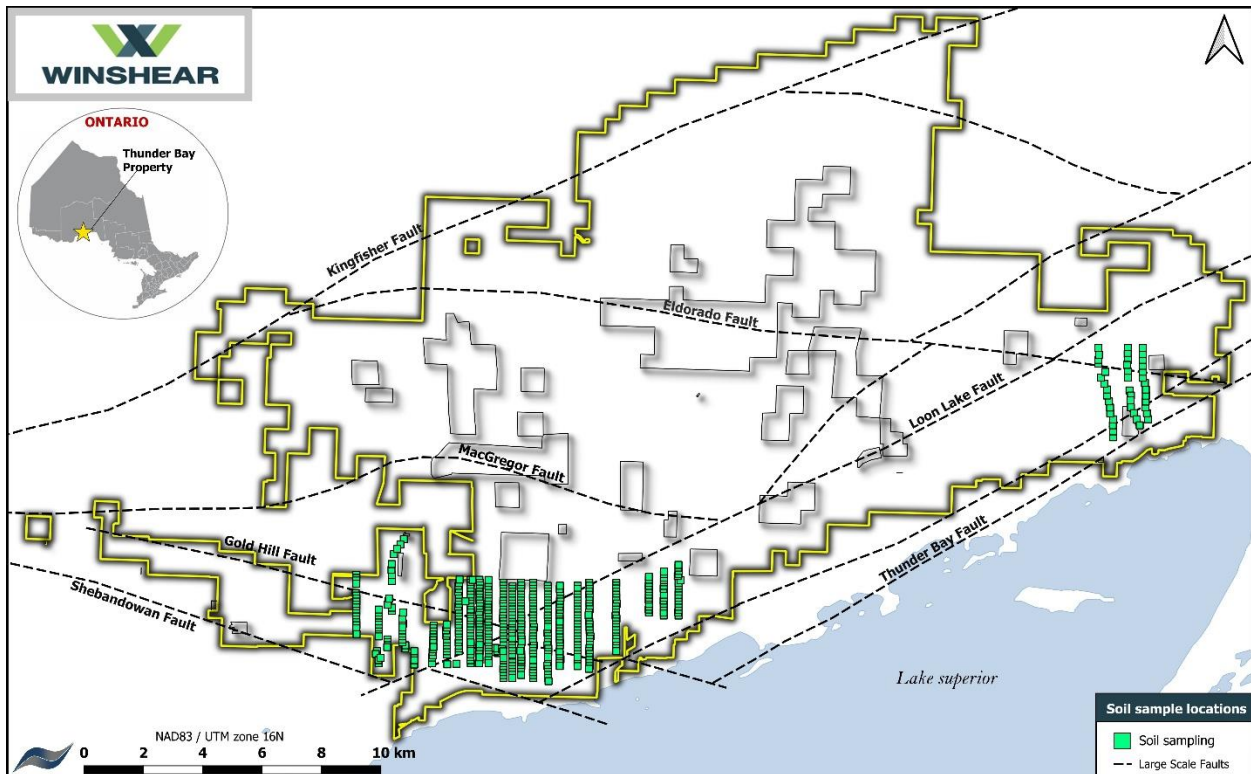 WINSHEAR
ONTARIO
Thunder Bay
Property
Kingfisher Fault
Eldorado Fault
Loon Lake Fault
MacGregor Fault
Gold Hill Fault
Thunder Bay Fault
Shebandowan Fault
Lake superior
NAD83 / UTM zone 16N
0 2 4 6 8 10 km
Soil sample locations
Soil sampling
Large Scale Faults